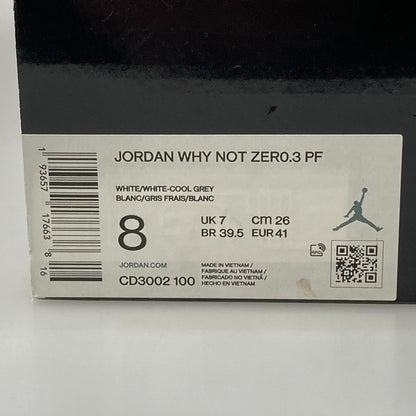 JORDAN WHY NOT ZER0.3 PF
WHITE/WHITE-COOL GREY
BLANC/GRIS FRAIS/BLANC
8
UK 7 cm 26
BR 39.5 EUR 41
JORDAN.COM
CD3002 100
MADE IN VIETNAM /
FABRIQUE AU VIETNAM /
FABRICADO NO VIETNÃ /
HECHO EN VIETNAM
1 93657 17663 8 16